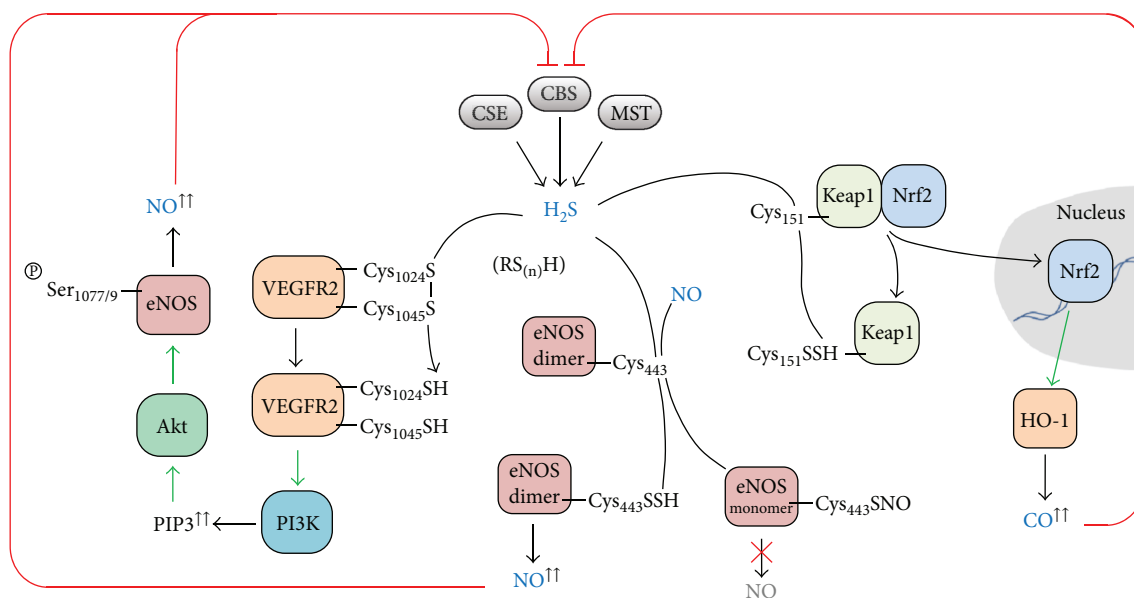 CBS
CSE
MST
H₂S
(RS₍ₙ₎H)
NO↑↑
Ⓟ
Ser₁₀₇₇/₉
eNOS
Akt
PIP3↑↑
PI3K
VEGFR2
Cys₁₀₂₄S
Cys₁₀₄₅S
VEGFR2
Cys₁₀₂₄SH
Cys₁₀₄₅SH
NO
eNOS
dimer
Cys₄₄₃
eNOS
dimer
Cys₄₄₃SSH
NO↑↑
eNOS
monomer
Cys₄₄₃SNO
NO
Cys₁₅₁
Keap1
Nrf2
Cys₁₅₁SSH
Keap1
Nucleus
Nrf2
HO-1
CO↑↑